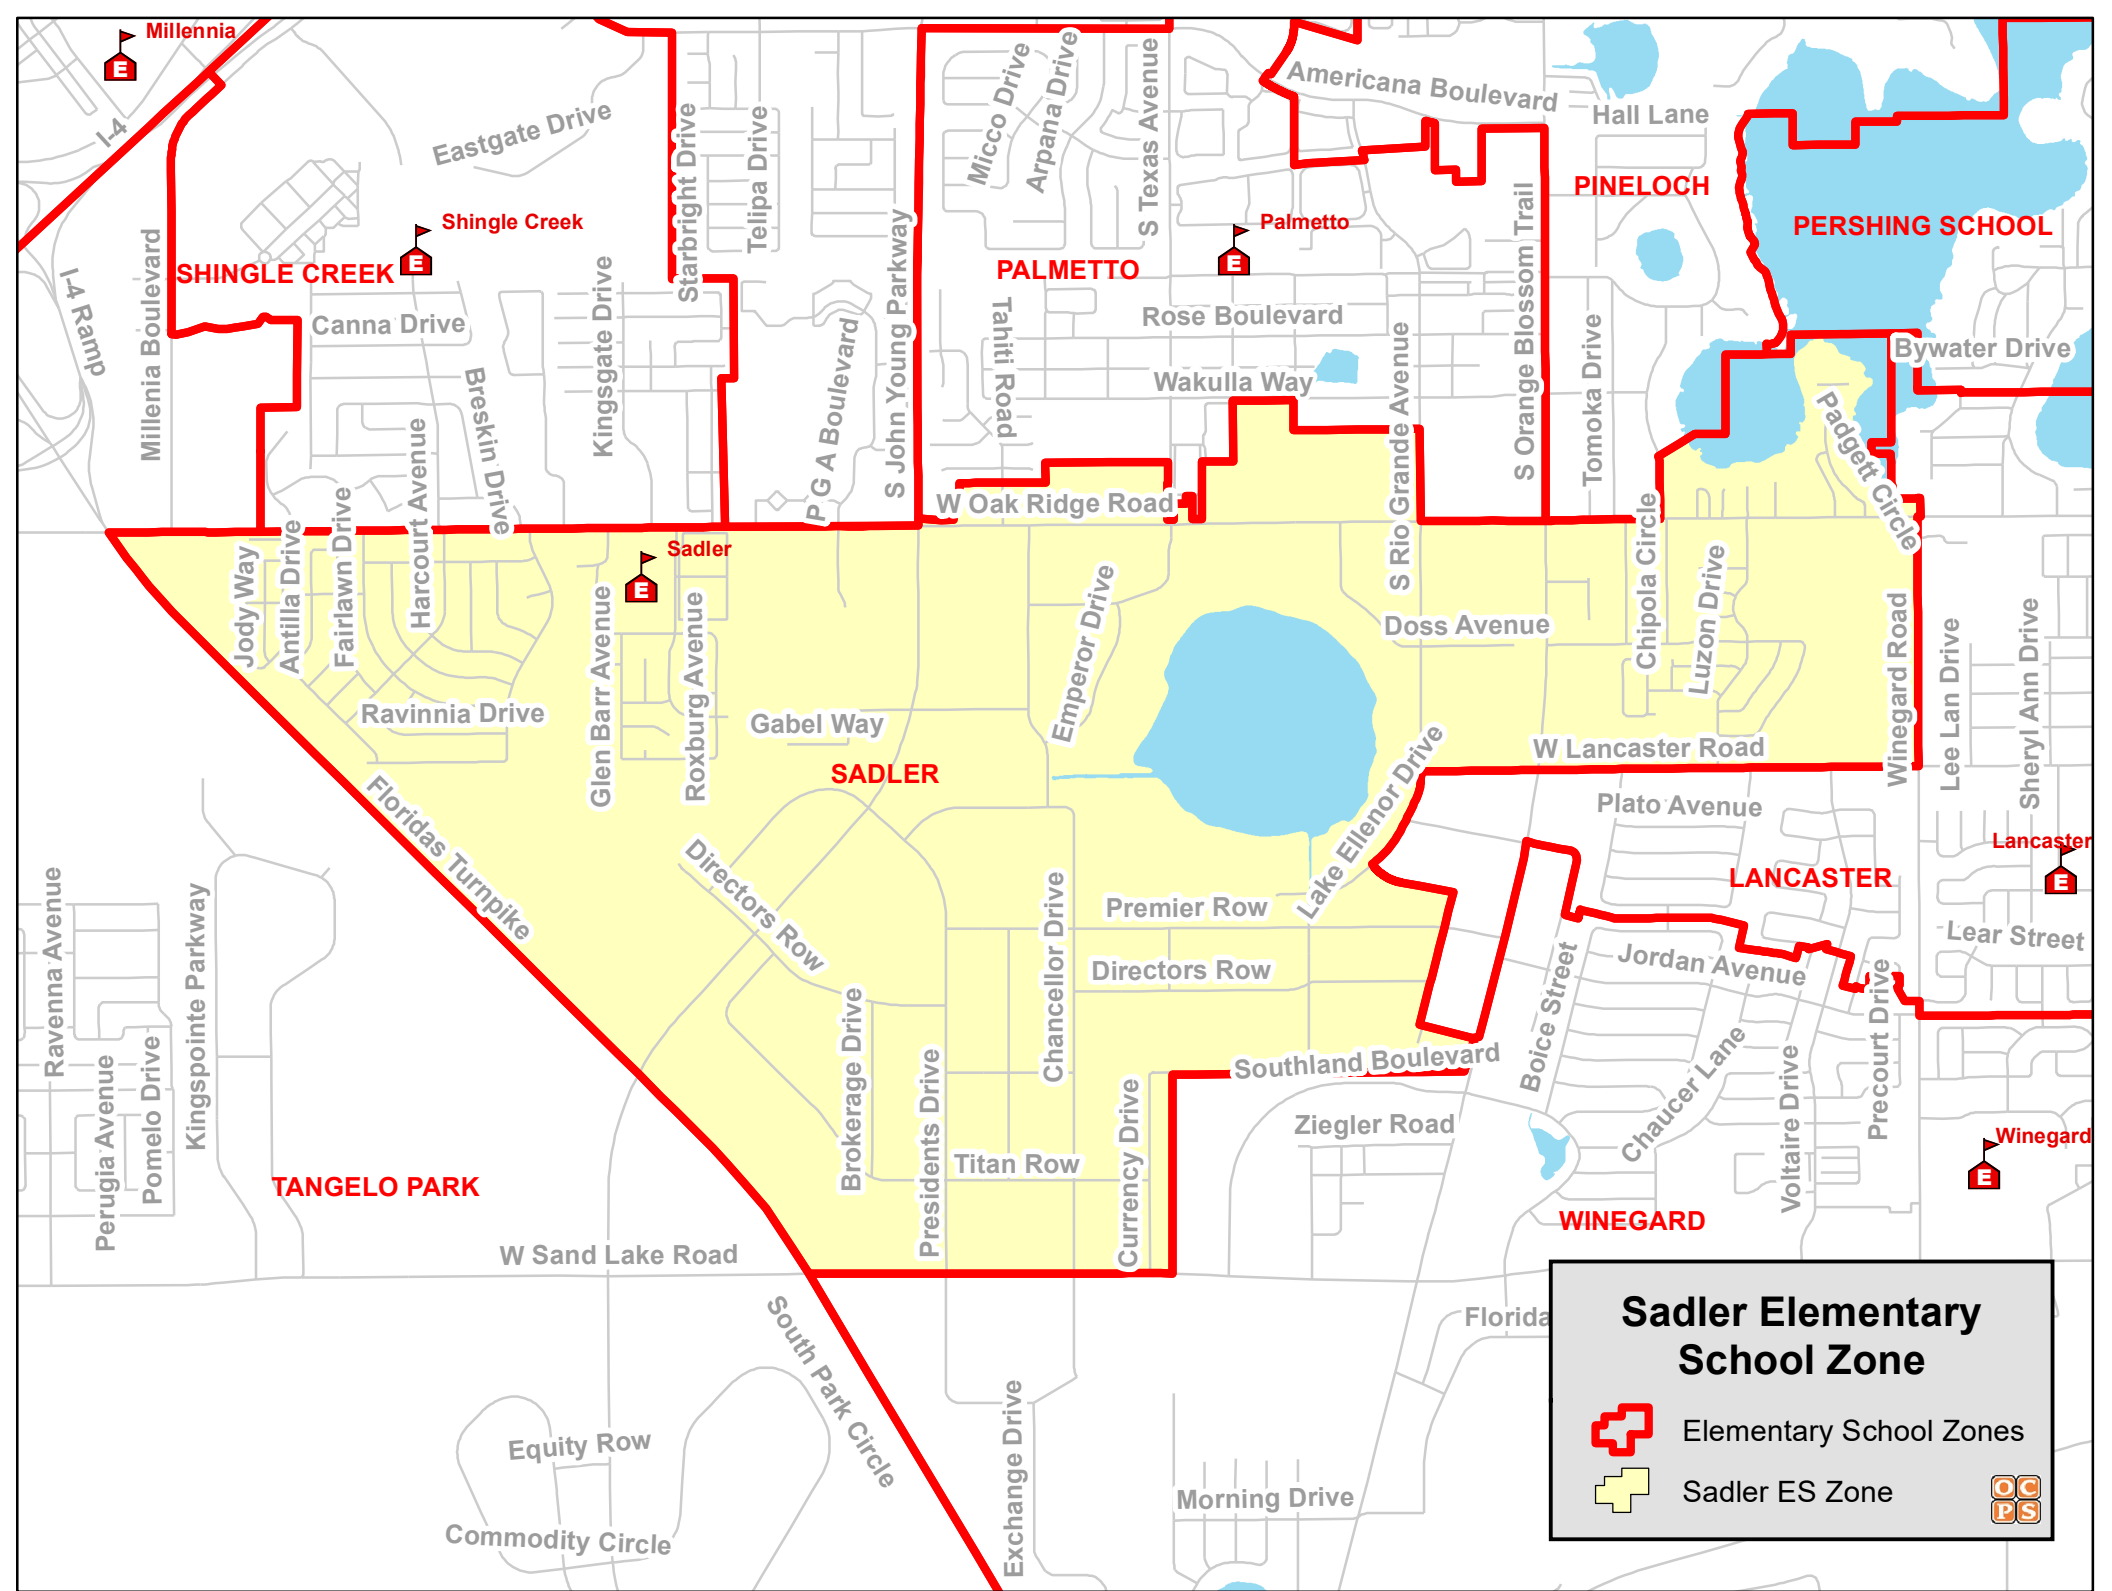 Millennia
E
I-4
Eastgate Drive
Starbright Drive
Telipa Drive
Micco Drive
Arpana Drive
S Texas Avenue
Americana Boulevard
Hall Lane
PINELOCH
PERSHING SCHOOL
Shingle Creek
E
SHINGLE CREEK
Palmetto
E
PALMETTO
I-4 Ramp
Millenia Boulevard
Canna Drive
Kingsgate Drive
Breskin Drive
Harcourt Avenue
P G A Boulevard
S John Young Parkway
Tahiti Road
Rose Boulevard
Wakulla Way
S Rio Grande Avenue
S Orange Blossom Trail
Tomoka Drive
Bywater Drive
Padgett Circle
W Oak Ridge Road
Jody Way
Antilla Drive
Fairlawn Drive
Sadler
E
Glen Barr Avenue
Roxburg Avenue
Ravinnia Drive
Gabel Way
SADLER
Emperor Drive
Doss Avenue
Chipola Circle
Luzon Drive
Winegard Road
Lee Lan Drive
Sheryl Ann Drive
W Lancaster Road
Plato Avenue
Lake Ellenor Drive
Lancaster
E
LANCASTER
Floridas Turnpike
Directors Row
Premier Row
Directors Row
Chancellor Drive
Lear Street
Jordan Avenue
Boice Street
Ravenna Avenue
Kingspointe Parkway
Perugia Avenue
Pomelo Drive
Brokerage Drive
Presidents Drive
Southland Boulevard
Chaucer Lane
Voltaire Drive
Precourt Drive
Ziegler Road
Currency Drive
Titan Row
Winegard
E
TANGELO PARK
WINEGARD
W Sand Lake Road
South Park Circle
Florida
Exchange Drive
Equity Row
Commodity Circle
Morning Drive
Sadler Elementary
School Zone
Elementary School Zones
Sadler ES Zone
OC
PS